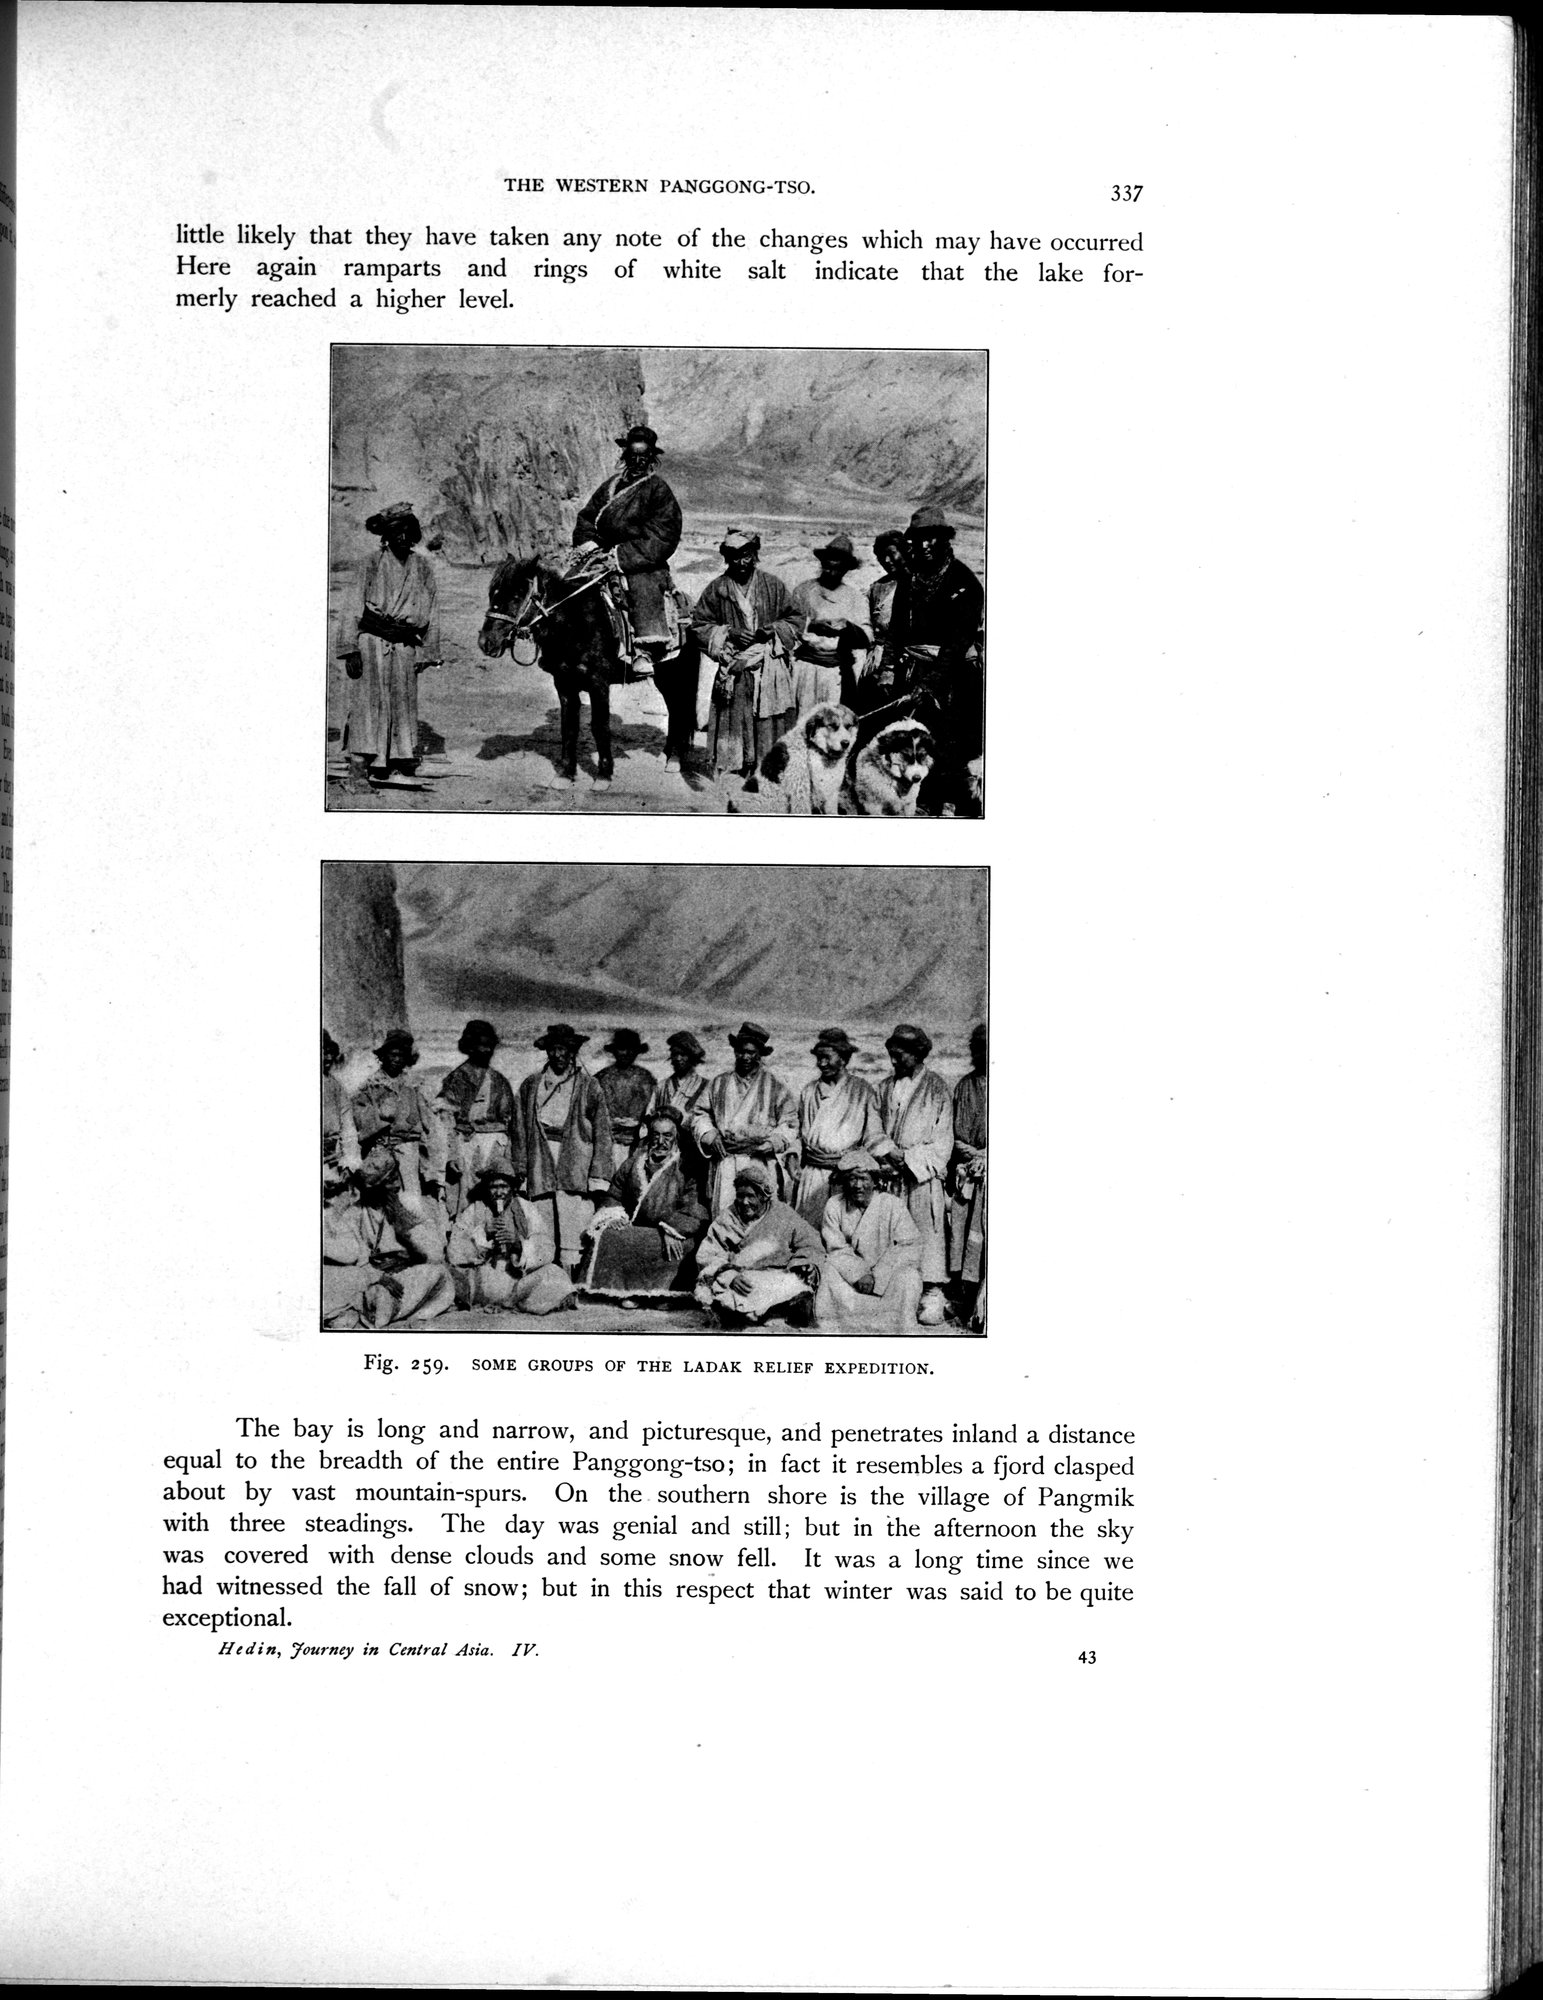 THE WESTERN PANGGONG-TSO.
337
little likely that they have taken any note of the changes which may have occurred
Here again ramparts and rings of white salt indicate that the lake for-
merly reached a higher level.
Fig. 259. SOME GROUPS OF THE LADAK RELIEF EXPEDITION.
The bay is long and narrow, and picturesque, and penetrates inland a distance
equal to the breadth of the entire Panggong-tso; in fact it resembles a fjord clasped
about by vast mountain-spurs. On the southern shore is the village of Pangmik
with three steadings. The day was genial and still; but in the afternoon the sky
was covered with dense clouds and some snow fell. It was a long time since we
had witnessed the fall of snow; but in this respect that winter was said to be quite
exceptional.
Hedin, Journey in Central Asia. IV.
43